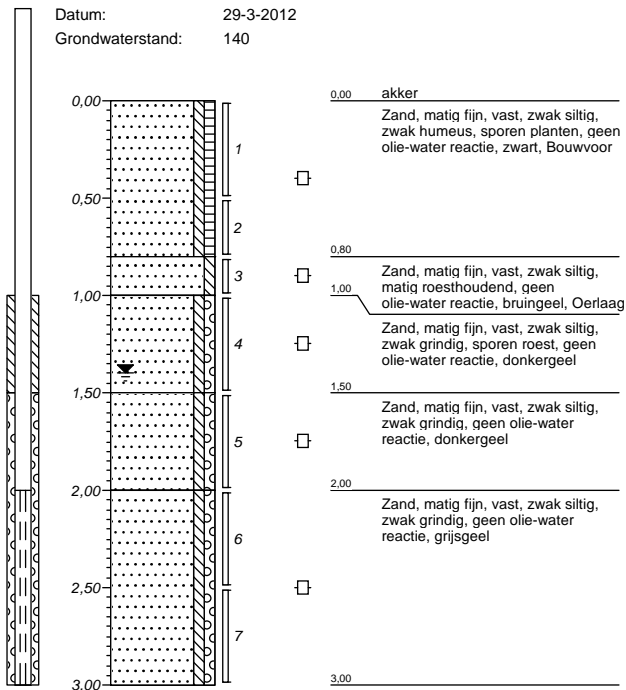 Datum: 29-3-2012
Grondwaterstand: 140
0,00
0,50
1,00
1,50
2,00
2,50
3,00
1
2
3
4
5
6
7
0,00 akker
Zand, matig fijn, vast, zwak siltig,
zwak humeus, sporen planten, geen
olie-water reactie, zwart, Bouwvoor
0,80
Zand, matig fijn, vast, zwak siltig,
matig roesthoudend, geen
olie-water reactie, bruingeel, Oerlaag
1,00
Zand, matig fijn, vast, zwak siltig,
zwak grindig, sporen roest, geen
olie-water reactie, donkergeel
1,50
Zand, matig fijn, vast, zwak siltig,
zwak grindig, geen olie-water
reactie, donkergeel
2,00
Zand, matig fijn, vast, zwak siltig,
zwak grindig, geen olie-water
reactie, grijsgeel
3,00